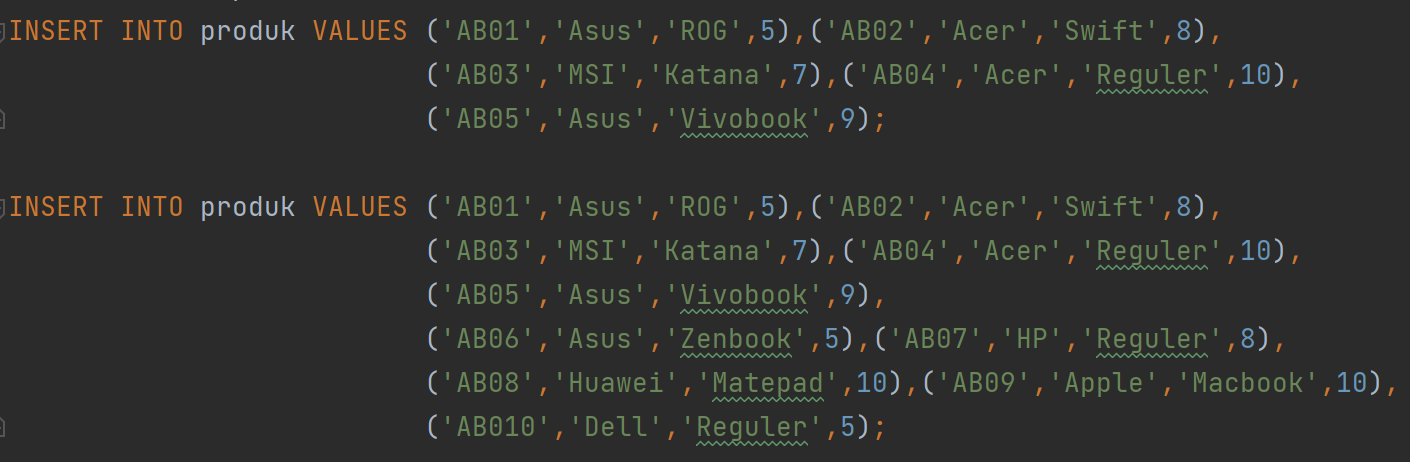 INSERT INTO produk VALUES ('AB01','Asus','ROG',5),('AB02','Acer','Swift',8),
('AB03','MSI','Katana',7),('AB04','Acer','Reguler',10),
('AB05','Asus','Vivobook',9);
INSERT INTO produk VALUES ('AB01','Asus','ROG',5),('AB02','Acer','Swift',8),
('AB03','MSI','Katana',7),('AB04','Acer','Reguler',10),
('AB05','Asus','Vivobook',9),
('AB06','Asus','Zenbook',5),('AB07','HP','Reguler',8),
('AB08','Huawei','Matepad',10),('AB09','Apple','Macbook',10),
('AB010','Dell','Reguler',5);